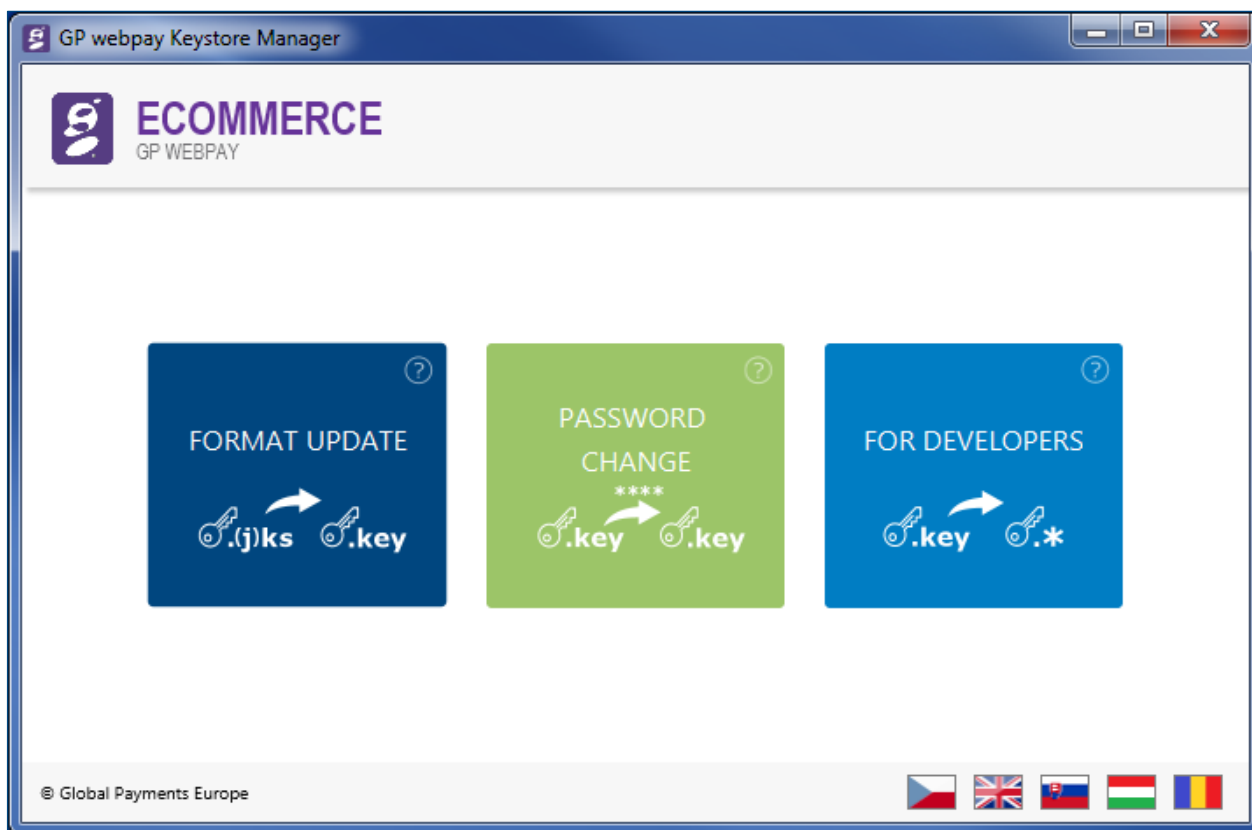 GP webpay Keystore Manager
ECOMMERCE
GP WEBPAY
?
FORMAT UPDATE
.(j)ks .key
?
PASSWORD
CHANGE
****
.key .key
?
FOR DEVELOPERS
.key .*
© Global Payments Europe